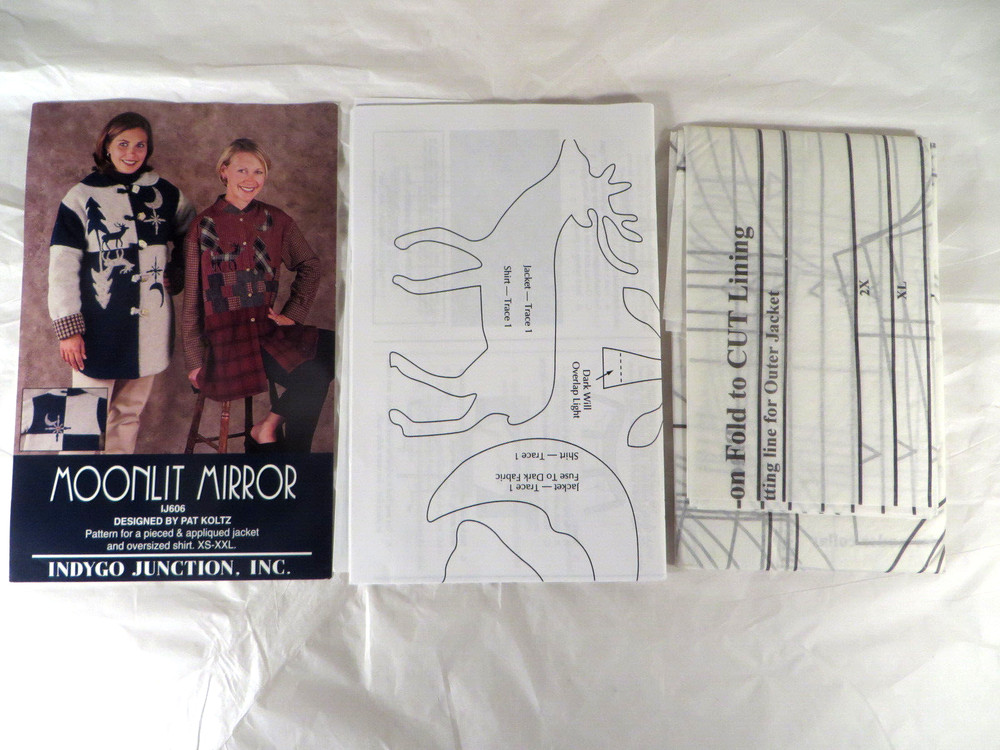 MOONLIT MIRROR
IJ606
DESIGNED BY PAT KOLTZ
Pattern for a pieced & appliqued jacket
and oversized shirt. XS-XXL.
INDYGO JUNCTION, INC.
Jacket — Trace 1
Shirt — Trace 1
Dark Will
Overlap Light
Jacket — Trace 1
Fuse To Dark Fabric
Shirt — Trace 1
on Fold to CUT Lining
tting line for Outer Jacket
2X
XL